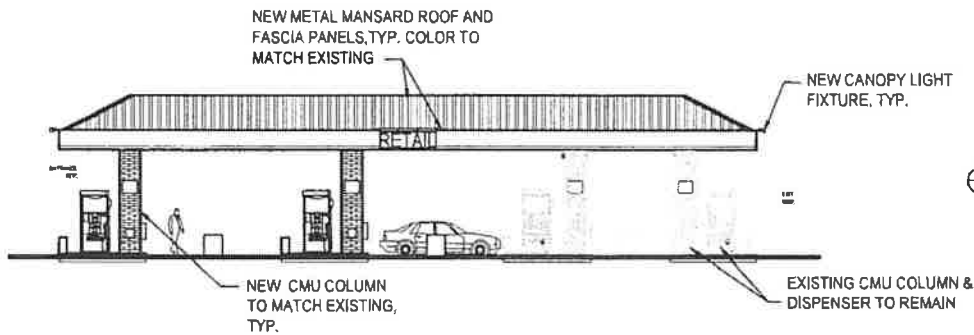 NEW METAL MANSARD ROOF AND
FASCIA PANELS,TYP. COLOR TO
MATCH EXISTING
NEW CANOPY LIGHT
FIXTURE, TYP.
RETAIL
NEW CMU COLUMN
TO MATCH EXISTING,
TYP.
EXISTING CMU COLUMN &
DISPENSER TO REMAIN